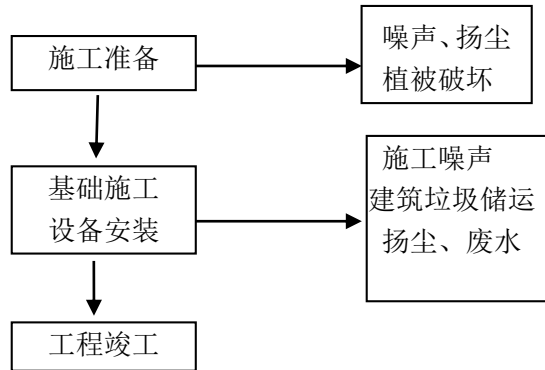 施工准备
噪声、扬尘
植被破坏
基础施工
设备安装
施工噪声
建筑垃圾储运
扬尘、废水
工程竣工